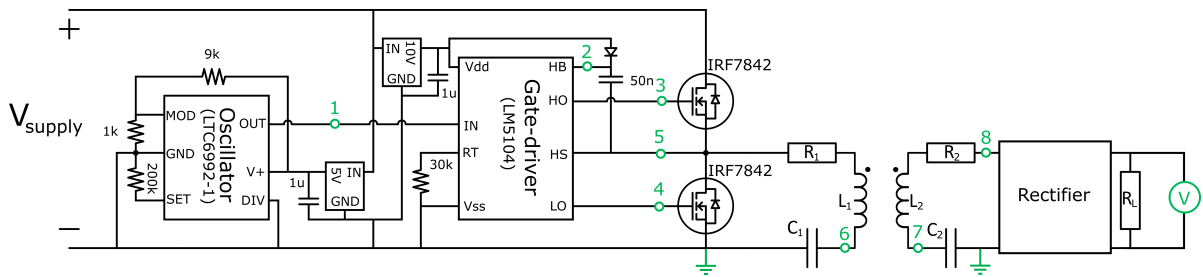 +
V supply
−
9k
1k
200k
MOD
GND
SET
Oscillator
(LTC6992-1)
OUT
V+
DIV
1
1u
5V
IN
GND
IN
10V
GND
1u
30k
Vdd
IN
RT
Vss
Gate-driver
(LM5104)
HB
HO
HS
LO
2
50n
3
5
4
IRF7842
IRF7842
R1
L1
C1
6
L2
R2
7
C2
8
Rectifier
RL
V